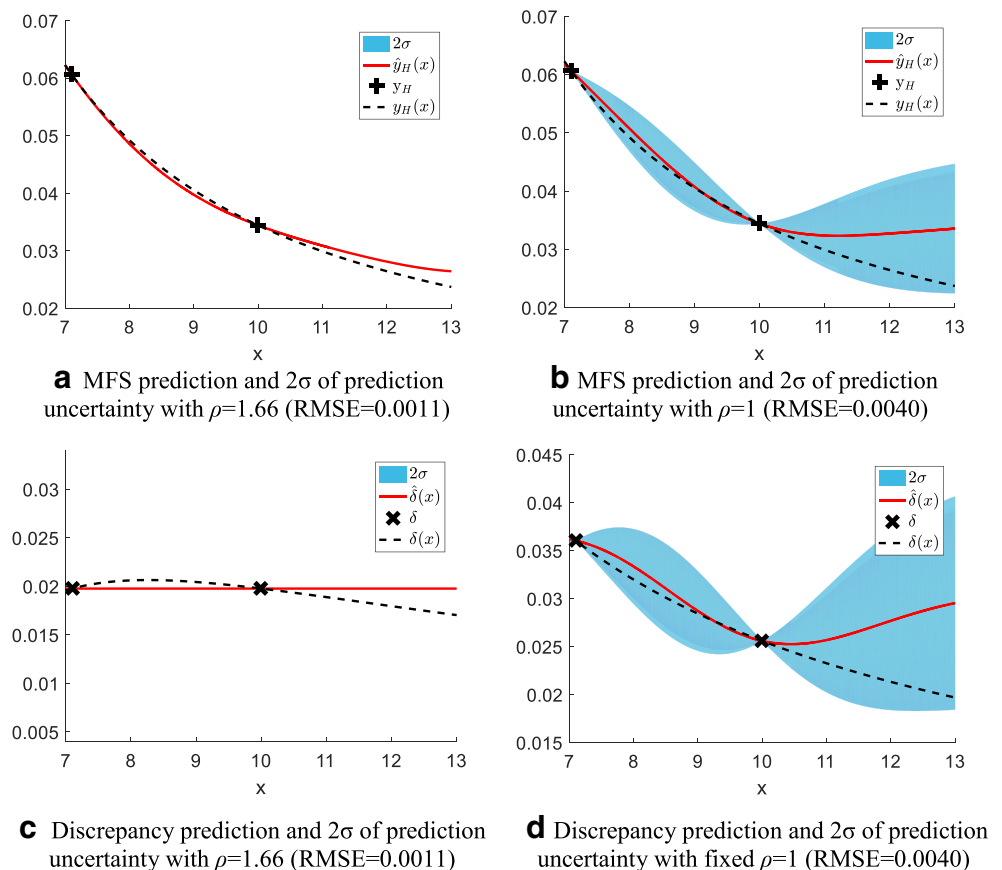 0.07
0.06
0.05
0.04
0.03
0.02
7 8 9 10 11 12 13
x
2σ
ŷ_H(x)
y_H
y_H(x)
a MFS prediction and 2σ of prediction
uncertainty with ρ=1.66 (RMSE=0.0011)
0.07
0.06
0.05
0.04
0.03
0.02
7 8 9 10 11 12 13
x
2σ
ŷ_H(x)
y_H
y_H(x)
b MFS prediction and 2σ of prediction
uncertainty with ρ=1 (RMSE=0.0040)
0.03
0.025
0.02
0.015
0.01
0.005
7 8 9 10 11 12 13
x
2σ
δ̂(x)
δ
δ(x)
c Discrepancy prediction and 2σ of prediction
uncertainty with ρ=1.66 (RMSE=0.0011)
0.045
0.04
0.035
0.03
0.025
0.02
0.015
7 8 9 10 11 12 13
x
2σ
δ̂(x)
δ
δ(x)
d Discrepancy prediction and 2σ of prediction
uncertainty with fixed ρ=1 (RMSE=0.0040)